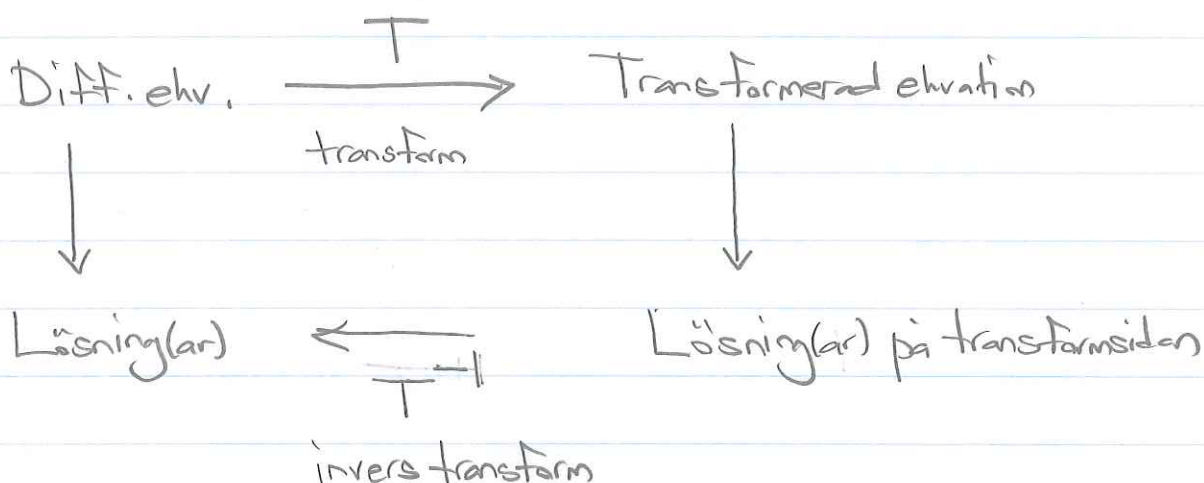 T
Diff. ekv. Transformerad ekvation
transform
Lösning(ar) Lösning(ar) på transformsidan
T⁻¹
invers transform